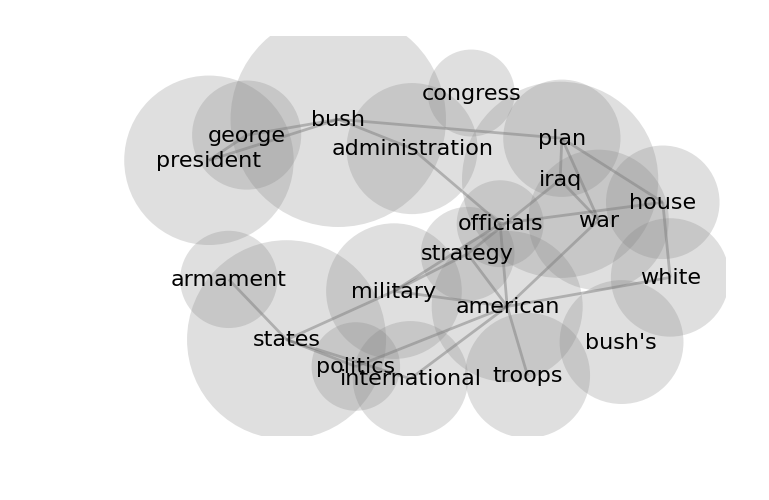 congress
bush
george
plan
administration
president
iraq
house
war
officials
strategy
armament
white
military
american
states
bush's
politics
troops
international